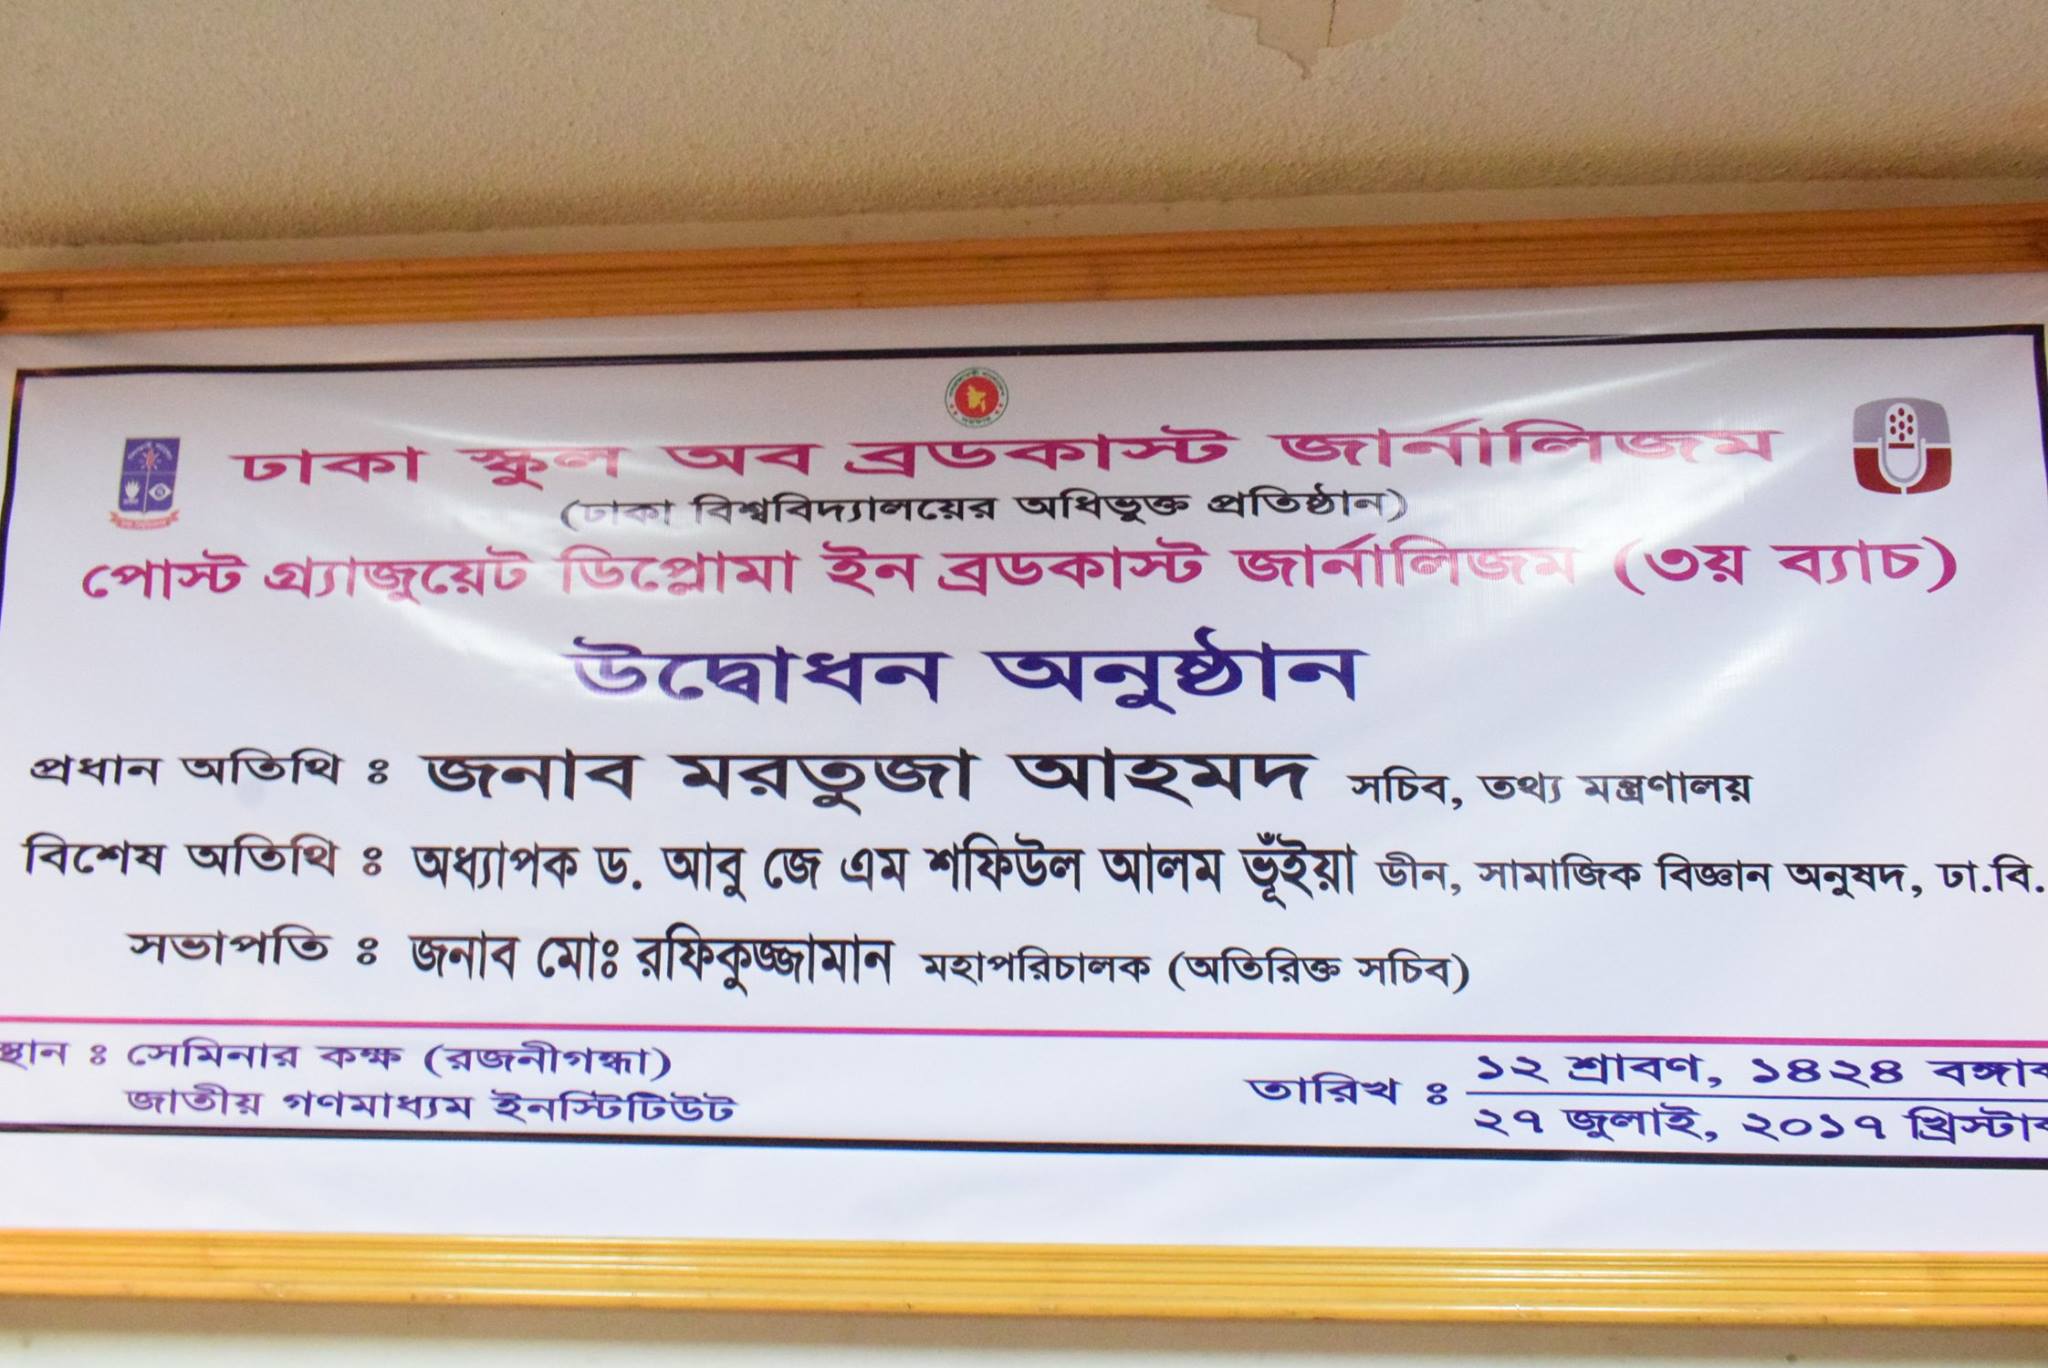 ঢাকা স্কুল অব ব্রডকাস্ট জার্নালিজম
(ঢাকা বিশ্ববিদ্যালয়ের অধিভুক্ত প্রতিষ্ঠান)
পোস্ট গ্র্যাজুয়েট ডিপ্লোমা ইন ব্রডকাস্ট জার্নালিজম (৩য় ব্যাচ)
উদ্বোধন অনুষ্ঠান
প্রধান অতিথি ঃ জনাব মরতুজা আহমদ সচিব, তথ্য মন্ত্রণালয়
বিশেষ অতিথি ঃ অধ্যাপক ড. আবু জে এম শফিউল আলম ভূঁইয়া ডীন, সামাজিক বিজ্ঞান অনুষদ, ঢা.বি.
সভাপতি ঃ জনাব মোঃ রফিকুজ্জামান মহাপরিচালক (অতিরিক্ত সচিব)
স্থান ঃ সেমিনার কক্ষ (রজনীগন্ধা)
জাতীয় গণমাধ্যম ইনস্টিটিউট
তারিখ ঃ ১২ শ্রাবণ, ১৪২৪
২৭ জুলাই, ২০১৭